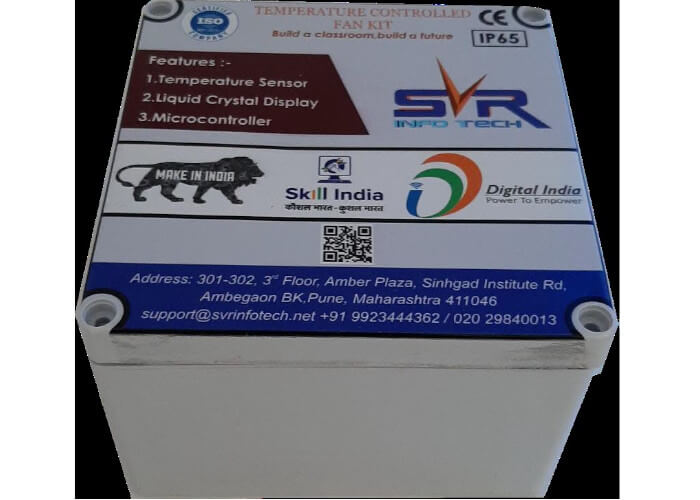 CERTIFIED
ISO
COMPANY
TEMPERATURE CONTROLLED
FAN KIT
Build a classroom,build a future
CE
IP65
Features :-
1.Temperature Sensor
2.Liquid Crystal Display
3.Microcontroller
SVR
INFO TECH
MAKE IN INDIA
Skill India
कौशल भारत - कुशल भारत
Digital India
Power To Empower
Address: 301-302, 3rd Floor, Amber Plaza, Sinhgad Institute Rd,
Ambegaon BK,Pune, Maharashtra 411046
support@svrinfotech.net +91 9923444362 / 020 29840013